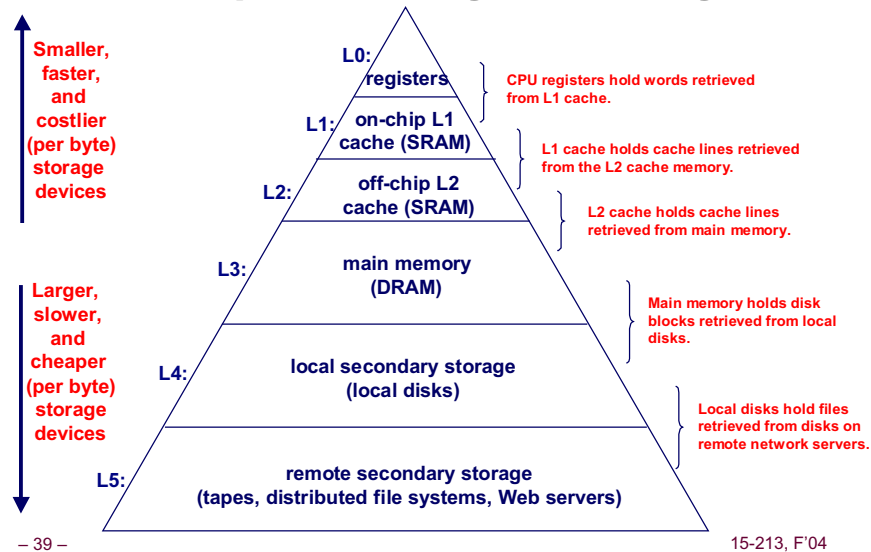 Smaller,
faster,
and
costlier
(per byte)
storage
devices
Larger,
slower,
and
cheaper
(per byte)
storage
devices
L0:
registers
CPU registers hold words retrieved
from L1 cache.
L1:
on-chip L1
cache (SRAM)
L1 cache holds cache lines retrieved
from the L2 cache memory.
L2:
off-chip L2
cache (SRAM)
L2 cache holds cache lines
retrieved from main memory.
L3:
main memory
(DRAM)
Main memory holds disk
blocks retrieved from local
disks.
L4:
local secondary storage
(local disks)
Local disks hold files
retrieved from disks on
remote network servers.
L5:
remote secondary storage
(tapes, distributed file systems, Web servers)
– 39 –
15-213, F'04